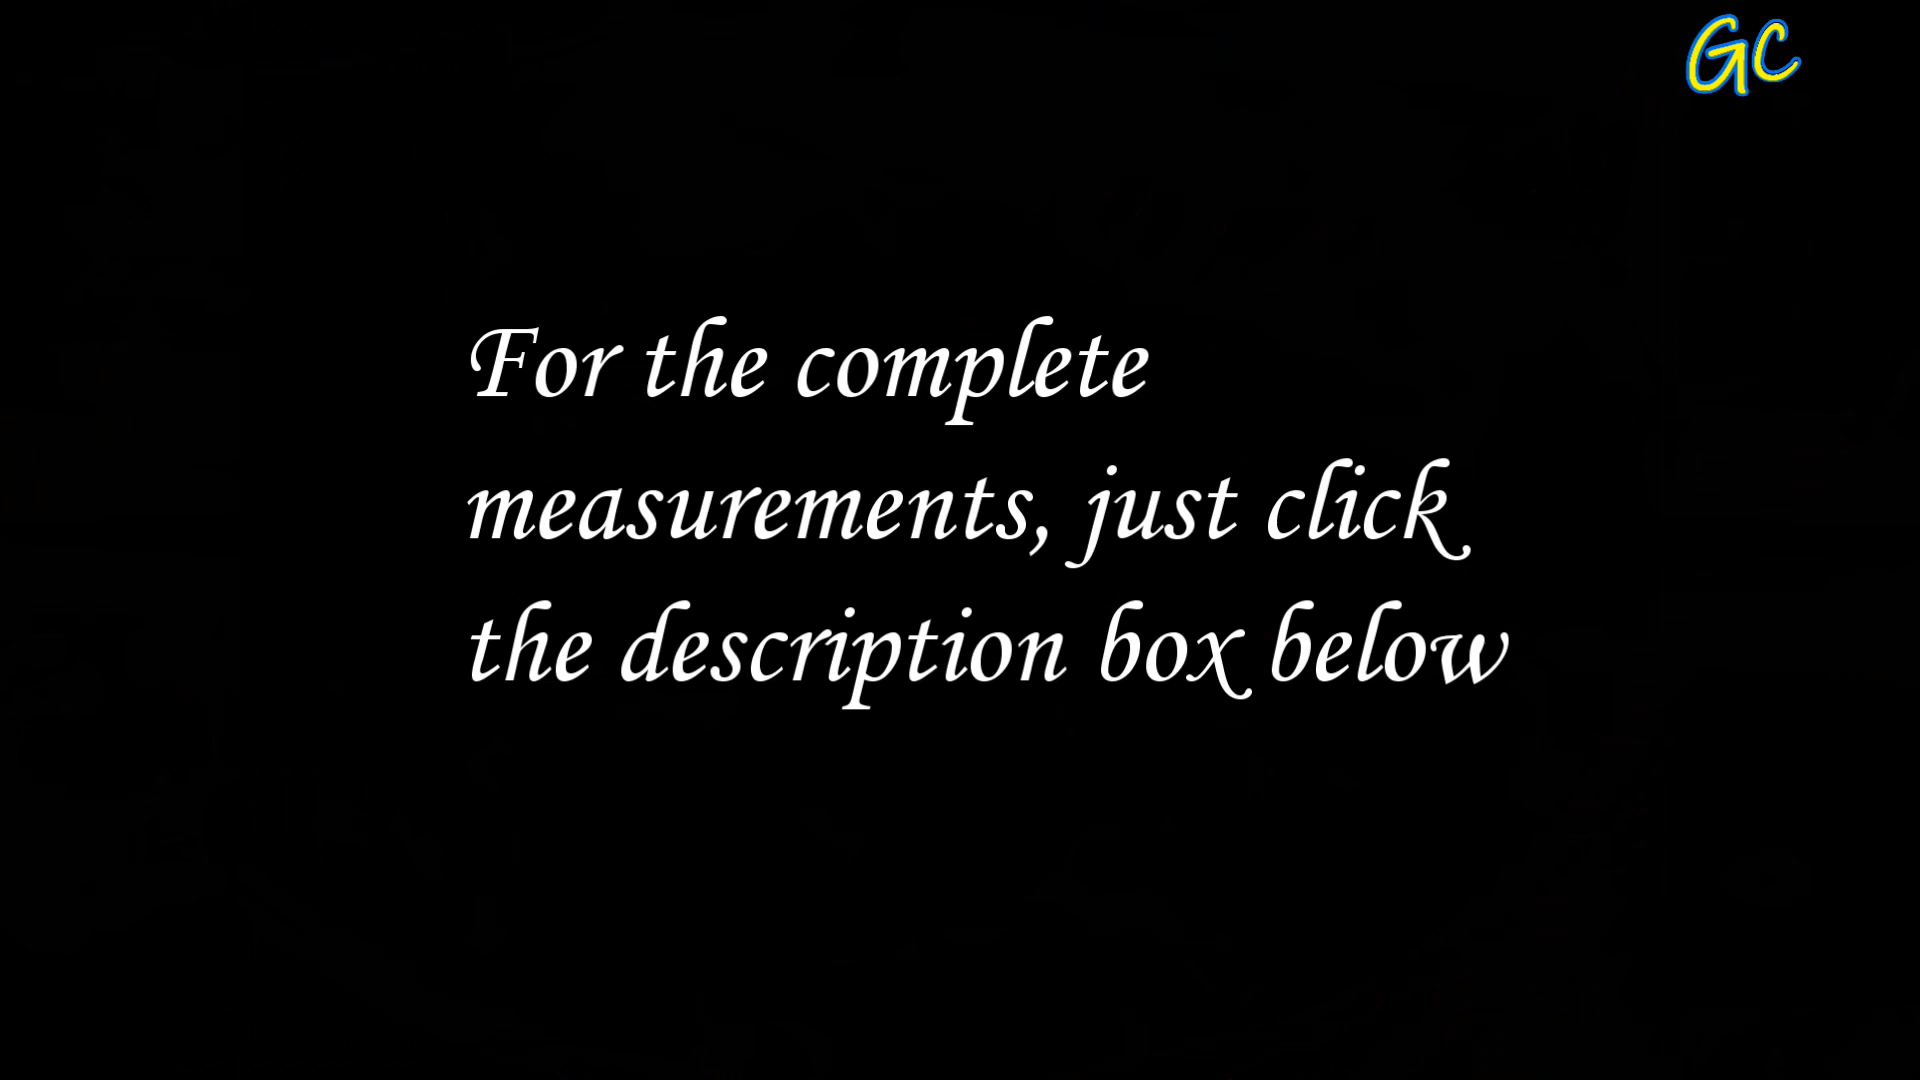 GC
For the complete
measurements, just click
the description box below